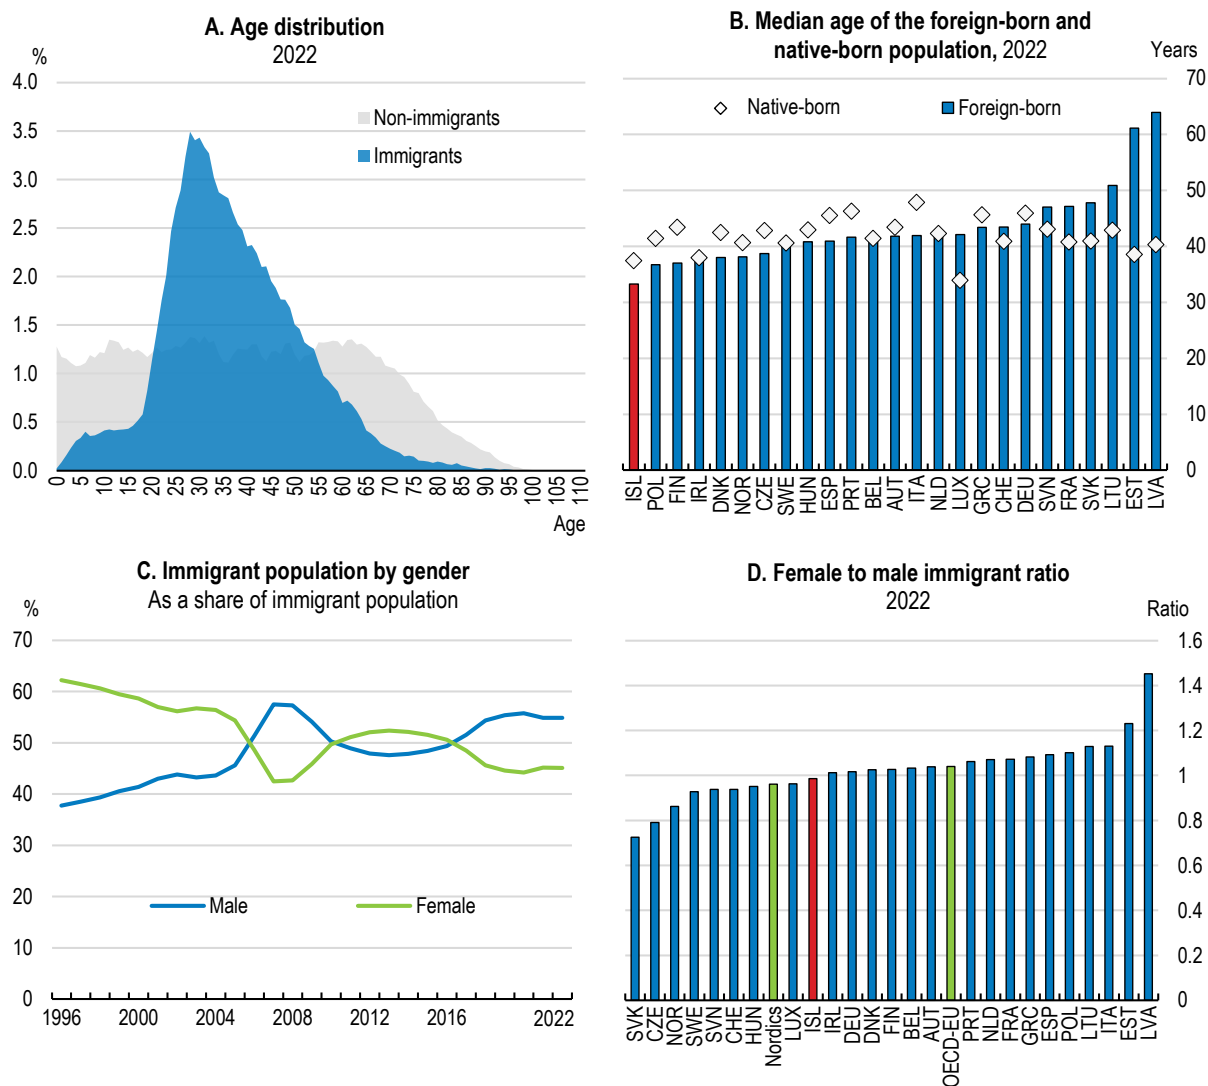 A. Age distribution
2022
%
4.0
3.5
3.0
2.5
2.0
1.5
1.0
0.5
0.0
Non-immigrants
Immigrants
0 5 10 15 20 25 30 35 40 45 50 55 60 65 70 75 80 85 90 95 100 105 110
Age
B. Median age of the foreign-born and
native-born population, 2022
Years
70
60
50
40
30
20
10
0
Native-born
Foreign-born
ISL POL FIN IRL DNK NOR CZE SWE HUN ESP PRT BEL AUT ITA NLD LUX GRC CHE DEU SVN FRA SVK LTU EST LVA
C. Immigrant population by gender
As a share of immigrant population
%
70
60
50
40
30
20
10
0
Male
Female
1996 2000 2004 2008 2012 2022
D. Female to male immigrant ratio
2022
Ratio
1.6
1.4
1.2
1
0.8
0.6
0.4
0.2
0
SVK CZE NOR SWE SVN CHE HUN Nordics LUX ISL IRL DEU DNK FIN BEL AUT OECD-EU PRT NLD FRA GRC ESP POL LTU ITA EST LVA